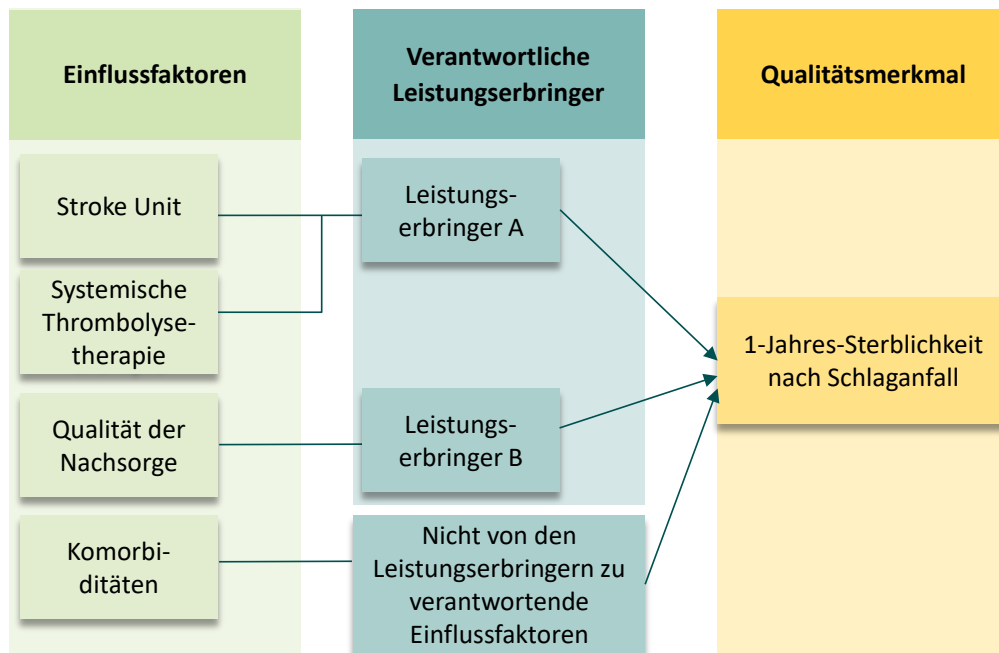 Einflussfaktoren
Verantwortliche
Leistungserbringer
Qualitätsmerkmal
Stroke Unit
Systemische
Thrombolyse-
therapie
Qualität der
Nachsorge
Komorbi-
ditäten
Leistungs-
erbringer A
Leistungs-
erbringer B
Nicht von den
Leistungserbringern zu
verantwortende
Einflussfaktoren
1-Jahres-Sterblichkeit
nach Schlaganfall